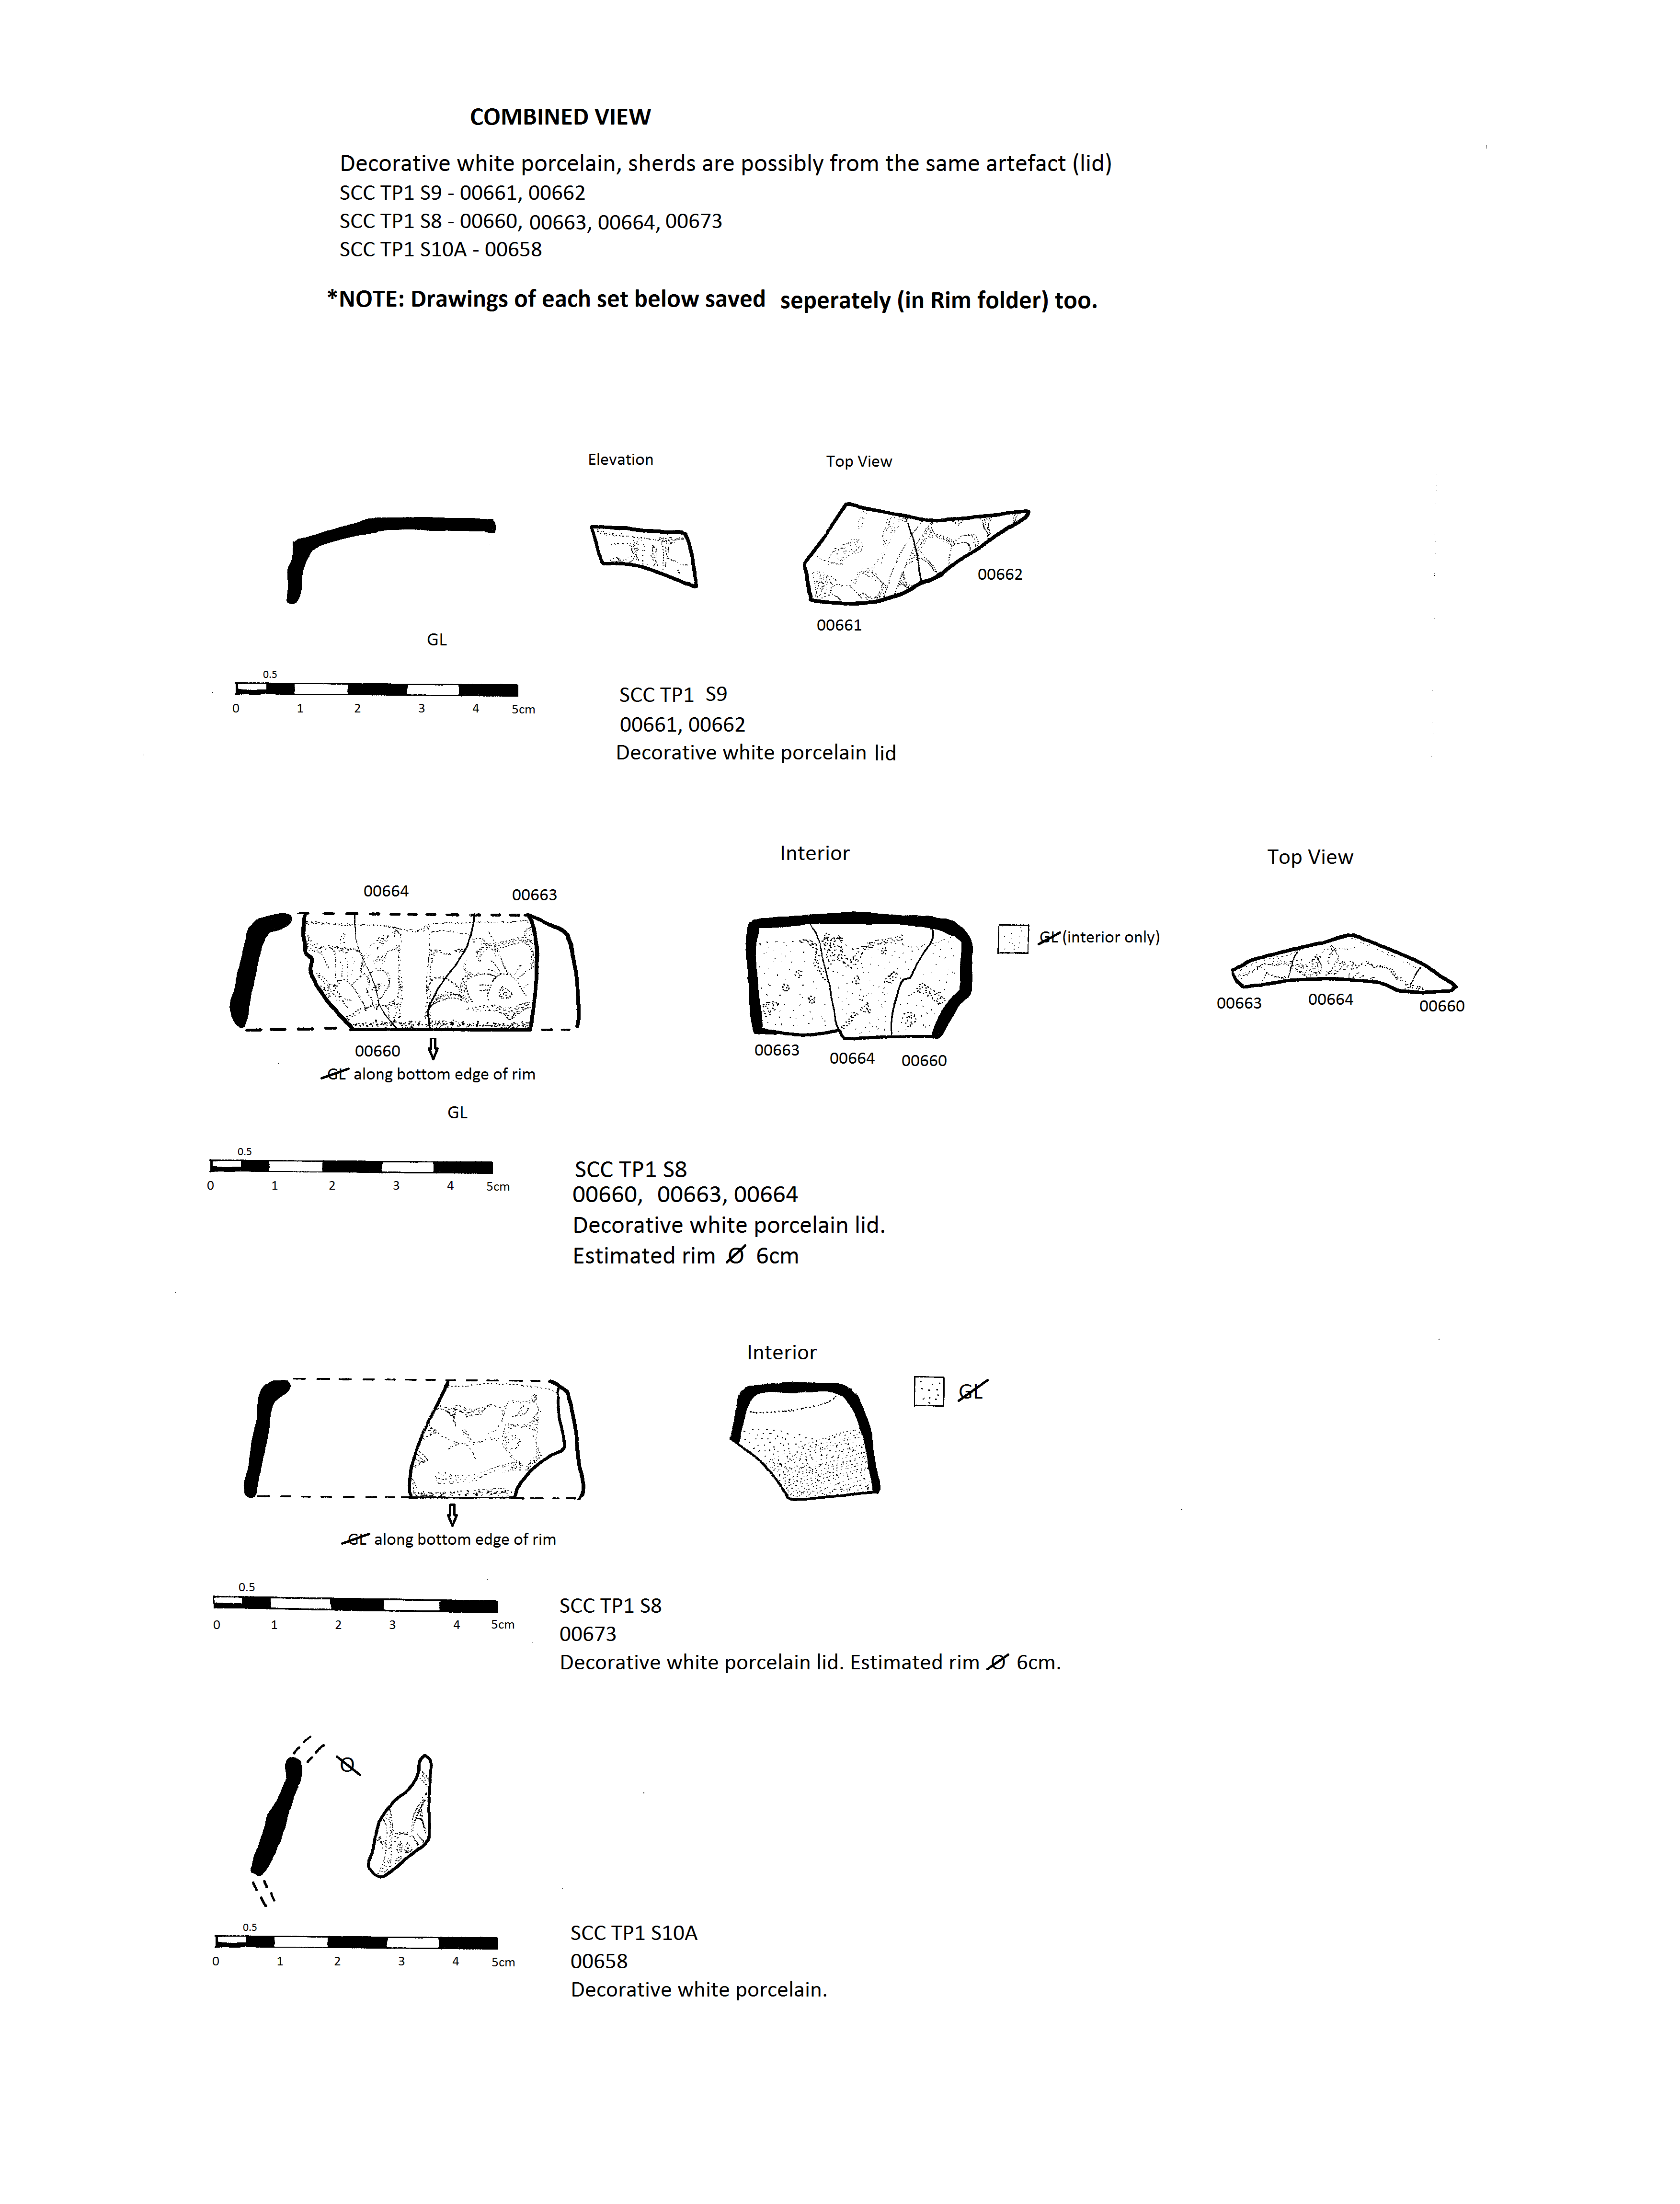 COMBINED VIEW
Decorative white porcelain, sherds are possibly from the same artefact (lid)
SCC TP1 S9 - 00661, 00662
SCC TP1 S8 - 00660, 00663, 00664, 00673
SCC TP1 S10A - 00658
*NOTE: Drawings of each set below saved seperately (in Rim folder) too.
Elevation
Top View
00662
00661
GL
0.5
0 1 2 3 4 5cm
SCC TP1 S9
00661, 00662
Decorative white porcelain lid
Interior
Top View
00664 00663
GL (interior only)
00663 00664 00660
00660
00663 00664 00660
GL along bottom edge of rim
GL
0.5
0 1 2 3 4 5cm
SCC TP1 S8
00660, 00663, 00664
Decorative white porcelain lid.
Estimated rim Ø 6cm
Interior
GL
GL along bottom edge of rim
0.5
0 1 2 3 4 5cm
SCC TP1 S8
00673
Decorative white porcelain lid. Estimated rim Ø 6cm.
Ø
0.5
0 1 2 3 4 5cm
SCC TP1 S10A
00658
Decorative white porcelain.